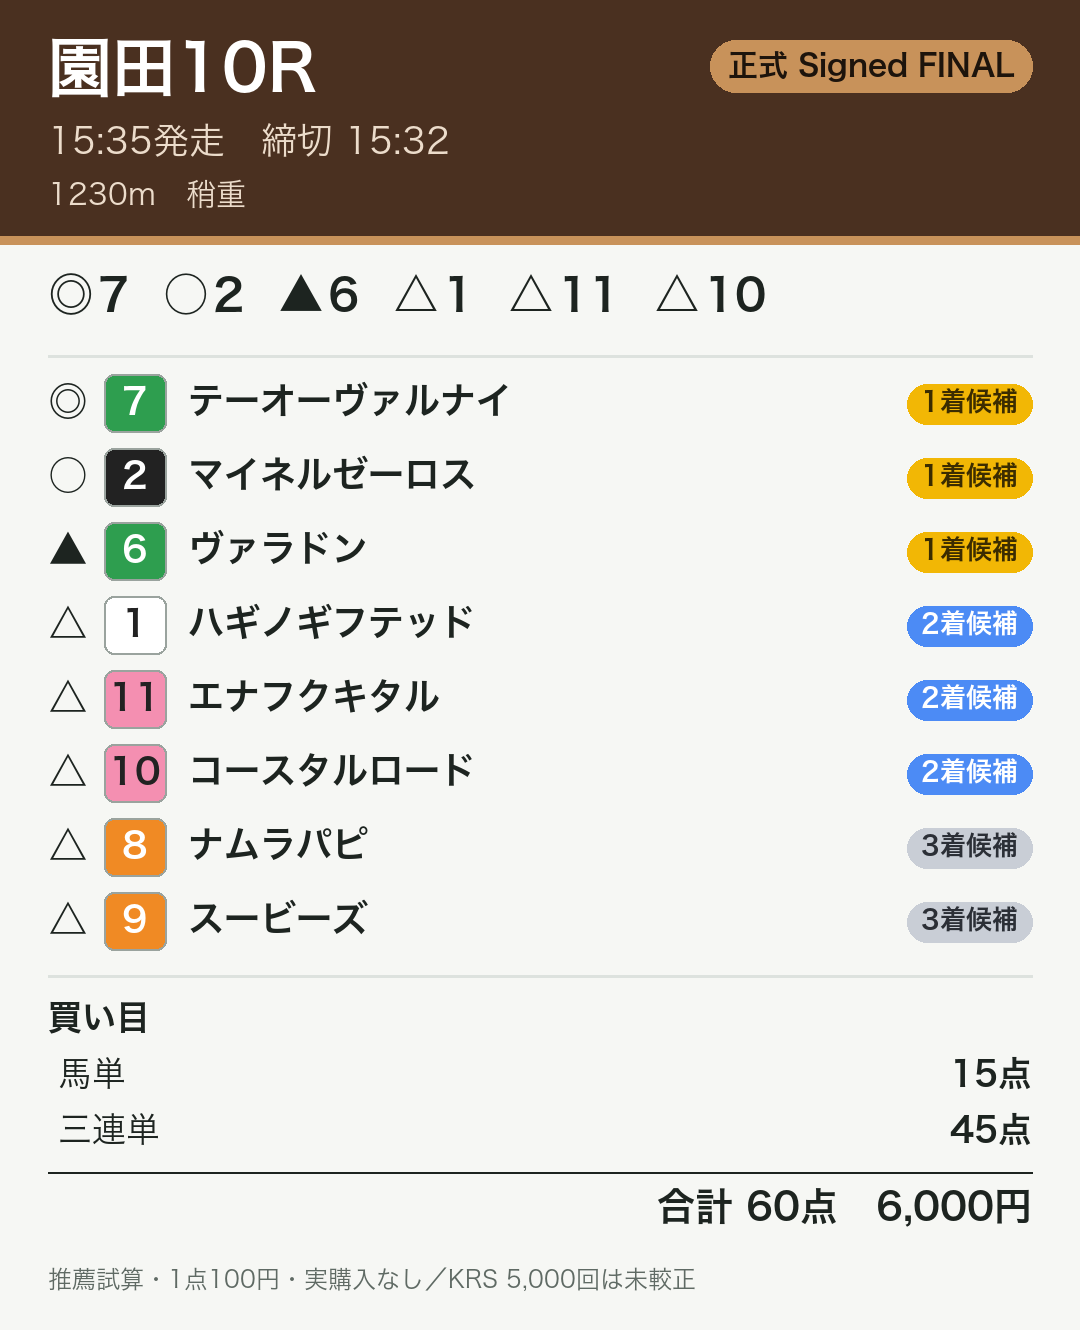 園田10R
正式 Signed FINAL
15:35発走　締切 15:32
1230m　稍重
◎7 ○2 ▲6 △1 △11 △10
◎ 7 テーオーヴァルナイ 1着候補
○ 2 マイネルゼーロス 1着候補
▲ 6 ヴァラドン 1着候補
△ 1 ハギノギフテッド 2着候補
△ 11 エナフクキタル 2着候補
△ 10 コースタルロード 2着候補
△ 8 ナムラパピ 3着候補
△ 9 スービーズ 3着候補
買い目
馬単 15点
三連単 45点
合計 60点　6,000円
推薦試算・1点100円・実購入なし／KRS 5,000回は未較正